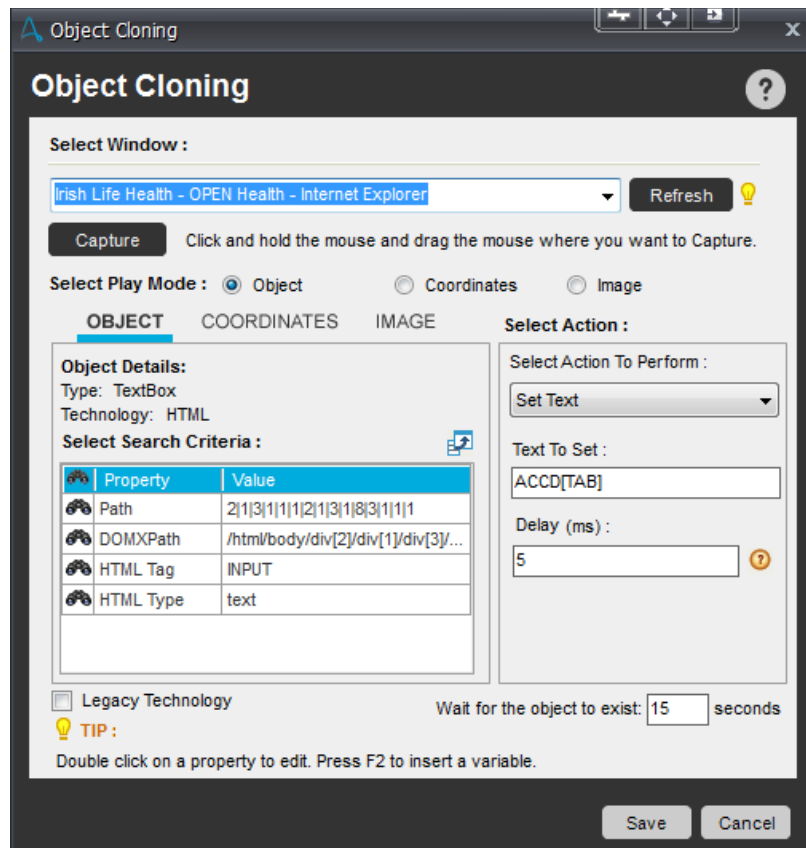 Object Cloning
x
Object Cloning
?
Select Window :
Irish Life Health - OPEN Health - Internet Explorer
Refresh
Capture
Click and hold the mouse and drag the mouse where you want to Capture.
Select Play Mode :
Object
Coordinates
Image
OBJECT
COORDINATES
IMAGE
Object Details:
Type: TextBox
Technology: HTML
Select Search Criteria :
Property Value
Path 2|1|3|1|1|1|2|1|3|1|8|3|1|1|1
DOMXPath /html/body/div[2]/div[1]/div[3]/...
HTML Tag INPUT
HTML Type text
Select Action :
Select Action To Perform :
Set Text
Text To Set :
ACCD[TAB]
Delay (ms) :
5
?
Legacy Technology
Wait for the object to exist: 15 seconds
TIP :
Double click on a property to edit. Press F2 to insert a variable.
Save
Cancel